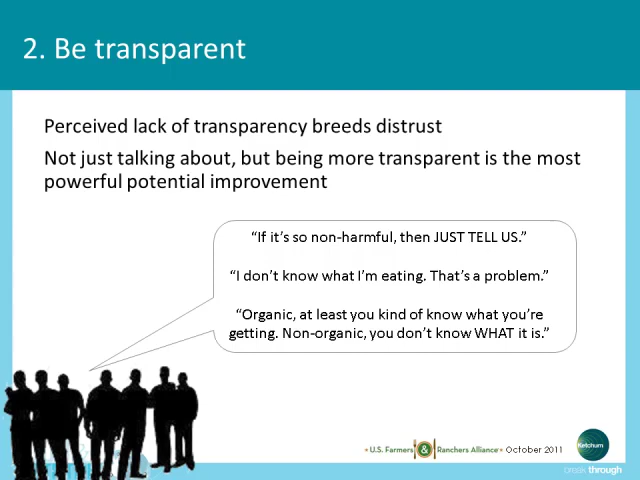 2. Be transparent
Perceived lack of transparency breeds distrust
Not just talking about, but being more transparent is the most
powerful potential improvement
“If it’s so non-harmful, then JUST TELL US.”
“I don’t know what I’m eating. That’s a problem.”
“Organic, at least you kind of know what you’re
getting. Non-organic, you don’t know WHAT it is.”
• U.S. Farmers & Ranchers Alliance • October 2011
Ketchum
break through